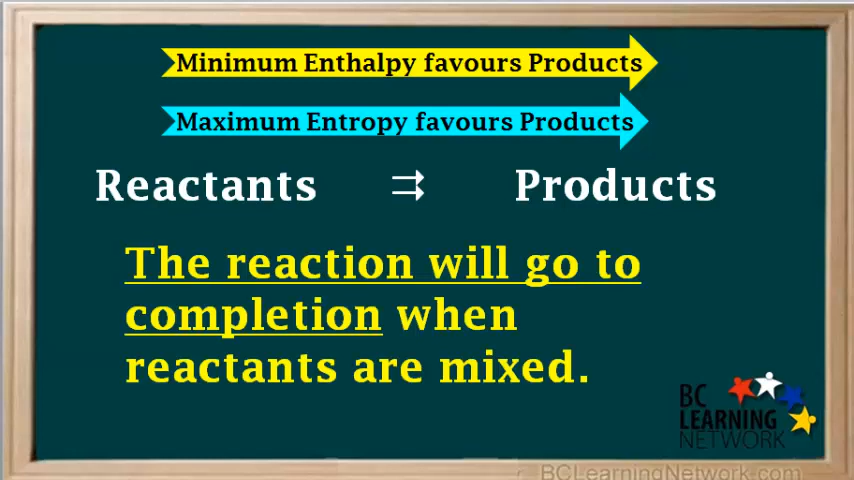 Minimum Enthalpy favours Products
Maximum Entropy favours Products
Reactants ⇉ Products
The reaction will go to
completion when
reactants are mixed.
BC
LEARNING
NETWORK
BCLearningNetwork.com